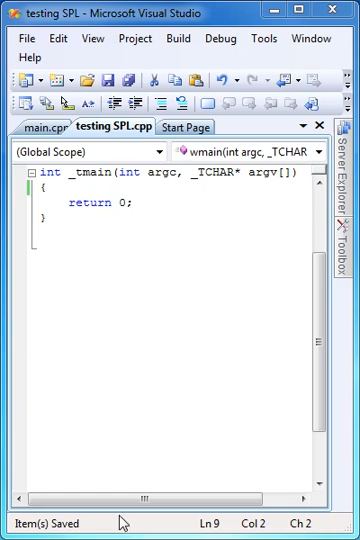 testing SPL - Microsoft Visual Studio
File Edit View Project Build Debug Tools Window
Help
main.cpp testing SPL.cpp Start Page
(Global Scope) wmain(int argc, _TCHAR
int _tmain(int argc, _TCHAR* argv[])
{
return 0;
}
Server Explorer
Toolbox
Item(s) Saved Ln 9 Col 2 Ch 2